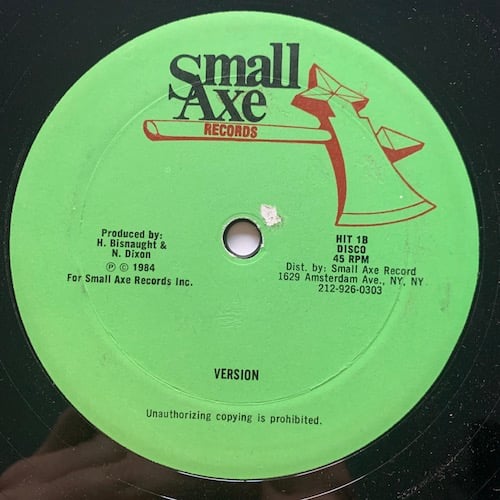 Small
Axe
RECORDS
Produced by:
H. Bisnaught &
N. Dixon
Ⓟ © 1984
For Small Axe Records Inc.
HIT 1B
DISCO
45 RPM
Dist. by: Small Axe Record
1629 Amsterdam Ave., NY, NY
212-926-0303
VERSION
Unauthorizing copying is prohibited.